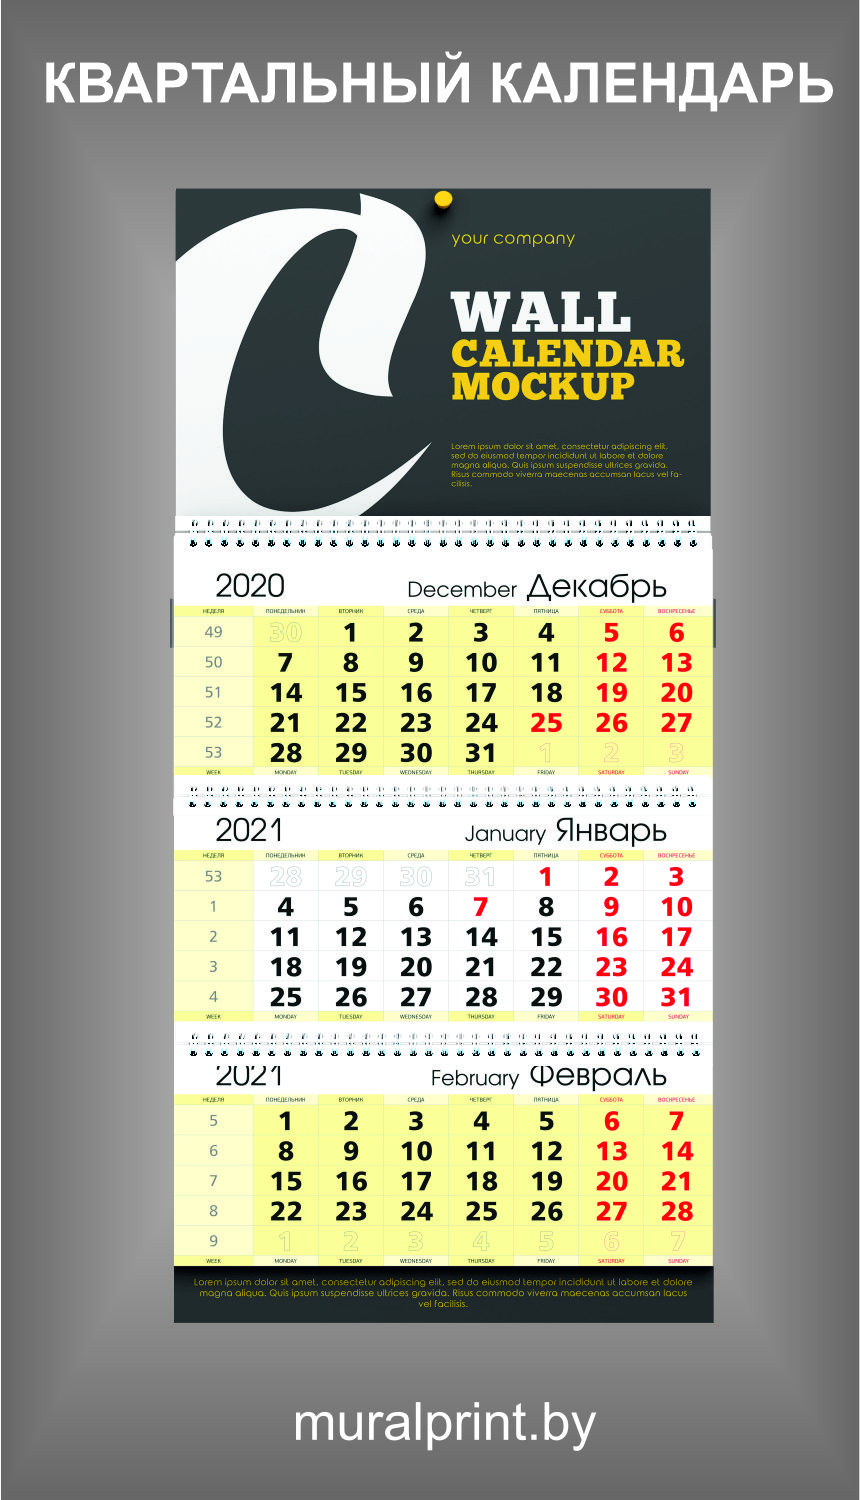 КВАРТАЛЬНЫЙ КАЛЕНДАРЬ
your company
WALL
CALENDAR
MOCKUP
Lorem ipsum dolor sit amet, consectetur adipiscing elit,
sed do eiusmod tempor incididunt ut labore et dolore
magna aliqua. Quis ipsum suspendisse ultrices gravida.
Risus commodo viverra maecenas accumsan lacus vel fa-
cilisis.
2020 December Декабрь
НЕДЕЛЯ ПОНЕДЕЛЬНИК ВТОРНИК СРЕДА ЧЕТВЕРГ ПЯТНИЦА СУББОТА ВОСКРЕСЕНЬЕ
49 30 1 2 3 4 5 6
50 7 8 9 10 11 12 13
51 14 15 16 17 18 19 20
52 21 22 23 24 25 26 27
53 28 29 30 31 1 2 3
WEEK MONDAY TUESDAY WEDNESDAY THURSDAY FRIDAY SATURDAY SUNDAY
2021 January Январь
НЕДЕЛЯ ПОНЕДЕЛЬНИК ВТОРНИК СРЕДА ЧЕТВЕРГ ПЯТНИЦА СУББОТА ВОСКРЕСЕНЬЕ
53 28 29 30 31 1 2 3
1 4 5 6 7 8 9 10
2 11 12 13 14 15 16 17
3 18 19 20 21 22 23 24
4 25 26 27 28 29 30 31
WEEK MONDAY TUESDAY WEDNESDAY THURSDAY FRIDAY SATURDAY SUNDAY
2021 February Февраль
НЕДЕЛЯ ПОНЕДЕЛЬНИК ВТОРНИК СРЕДА ЧЕТВЕРГ ПЯТНИЦА СУББОТА ВОСКРЕСЕНЬЕ
5 1 2 3 4 5 6 7
6 8 9 10 11 12 13 14
7 15 16 17 18 19 20 21
8 22 23 24 25 26 27 28
9 1 2 3 4 5 6 7
WEEK MONDAY TUESDAY WEDNESDAY THURSDAY FRIDAY SATURDAY SUNDAY
Lorem ipsum dolor sit amet, consectetur adipiscing elit, sed do eiusmod tempor incididunt ut labore et dolore
magna aliqua. Quis ipsum suspendisse ultrices gravida. Risus commodo viverra maecenas accumsan lacus
vel facilisis.
muralprint.by